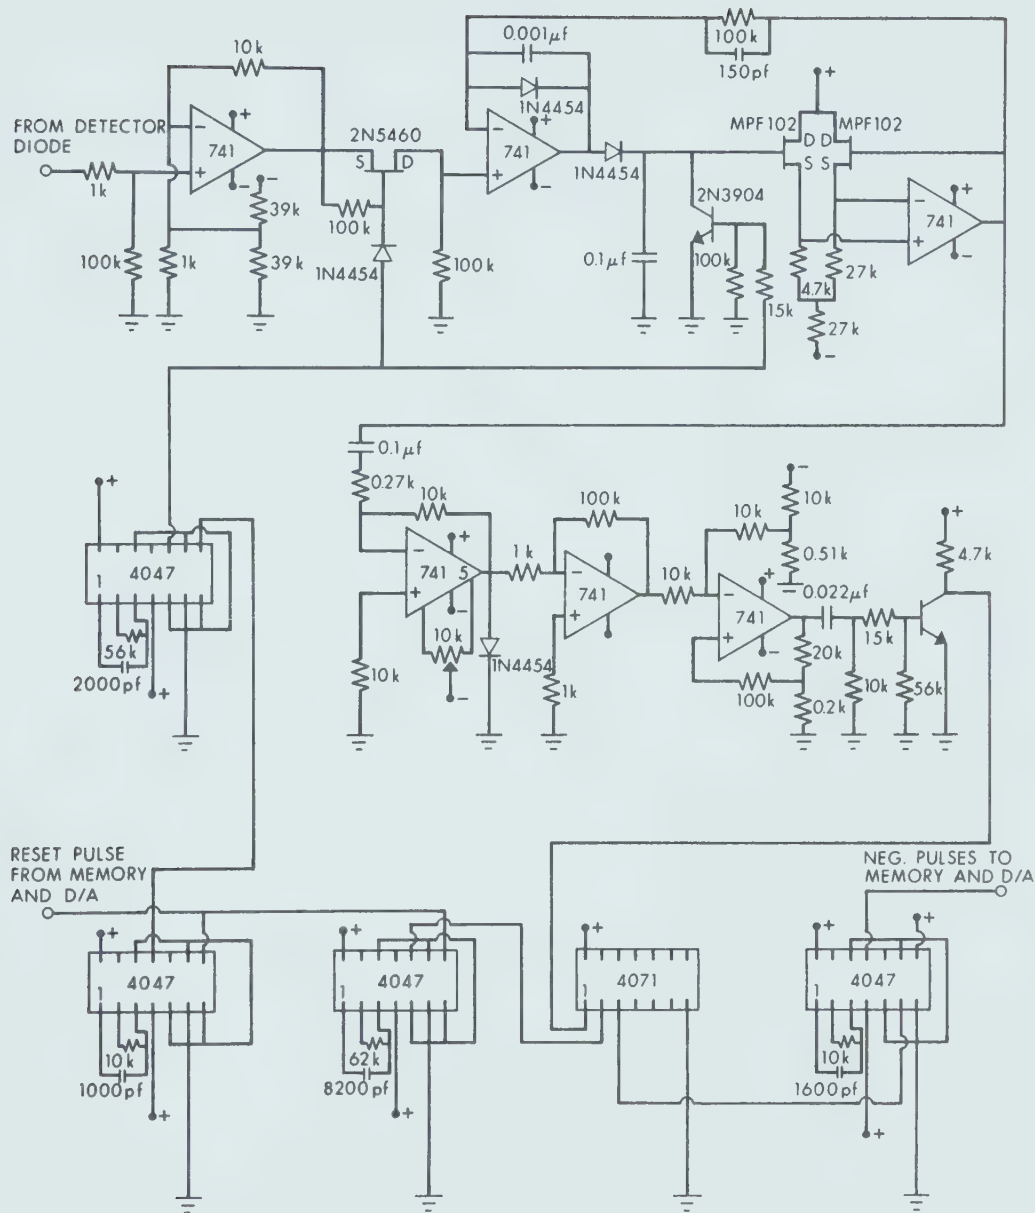 10k
0.001µf
100k
150pf
+
1N4454
MPF102 MPF102
FROM DETECTOR
DIODE
− + 741 + −
2N5460
S D
− + 741 + −
1N4454
D D
S S
1k
2N3904
− + 741 + −
39k
100k
100k
1k
39k
1N4454
100k
0.1µf
100k
15k
4.7k
27k
27k
−
0.1µf
0.27k
+
10k
100k
−
10k
10k
+
4047
1
− + 741 5 + −
1k
− + 741
10k
0.51k
4.7k
− + 741 + −
0.022µf
56k
2000pf
+
10k
10k
1N4454
−
1k
100k
20k
0.2k
15k
10k
56k
RESET PULSE
FROM MEMORY
AND D/A
NEG. PULSES TO
MEMORY AND D/A
+
4047
1
+
4047
+
4071
1
+
+
4047
1
10k
1000pf
+
62k
8200pf
+
10k
1600pf
+